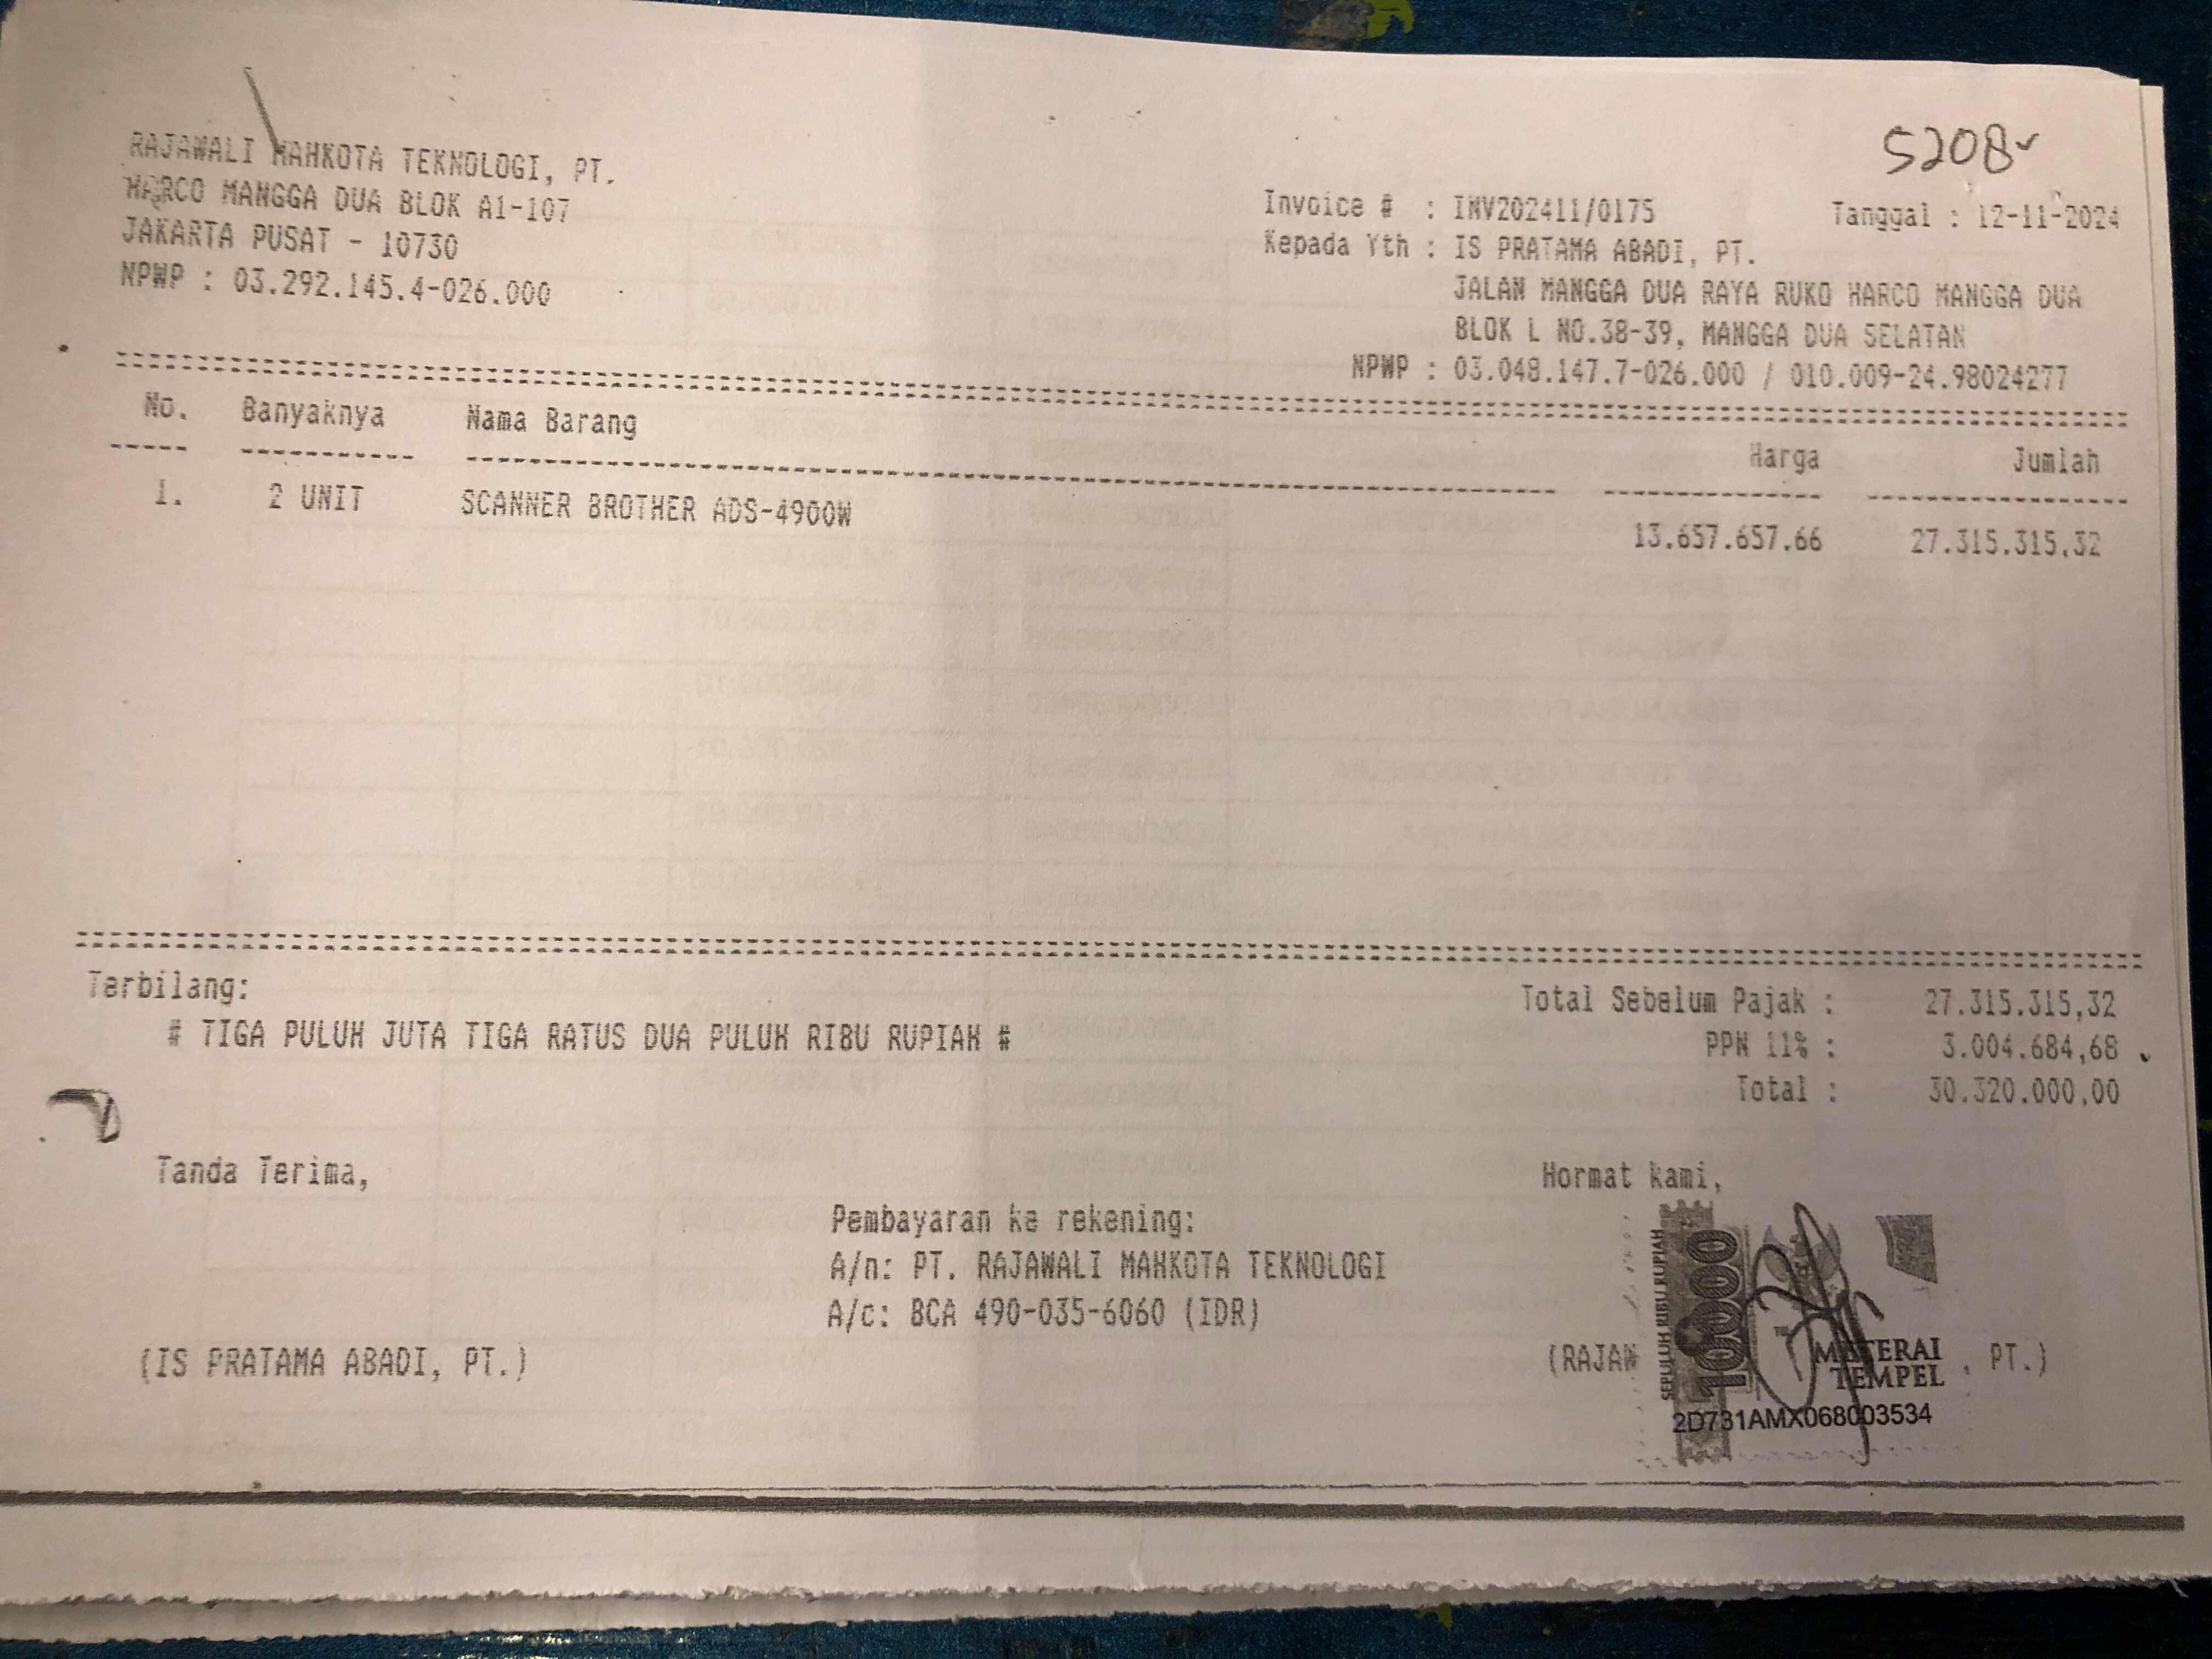 5208
RAJAWALI MAHKOTA TEKNOLOGI, PT.
HARCO MANGGA DUA BLOK A1-107
JAKARTA PUSAT - 10730
NPWP : 03.292.145.4-026.000
Invoice # : INV202411/0175 Tanggal : 12-11-2024
Kepada Yth : IS PRATAMA ABADI, PT.
JALAN MANGGA DUA RAYA RUKO HARCO MANGGA DUA
BLOK L NO.38-39, MANGGA DUA SELATAN
NPWP : 03.048.147.7-026.000 / 010.009-24.98024277
No. Banyaknya Nama Barang Harga Jumlah
1. 2 UNIT SCANNER BROTHER ADS-4900W 13.657.657,66 27.315.315,32
Terbilang:
# TIGA PULUH JUTA TIGA RATUS DUA PULUH RIBU RUPIAH #
Total Sebelum Pajak : 27.315.315,32
PPN 11% : 3.004.684,68
Total : 30.320.000,00
Tanda Terima,
(IS PRATAMA ABADI, PT.)
Pembayaran ke rekening:
A/n: PT. RAJAWALI MAHKOTA TEKNOLOGI
A/c: BCA 490-035-6060 (IDR)
Hormat kami,
SEPULUH RIBU RUPIAH
10000
METERAI
TEMPEL
(RAJAW , PT.)
2D731AMX068003534